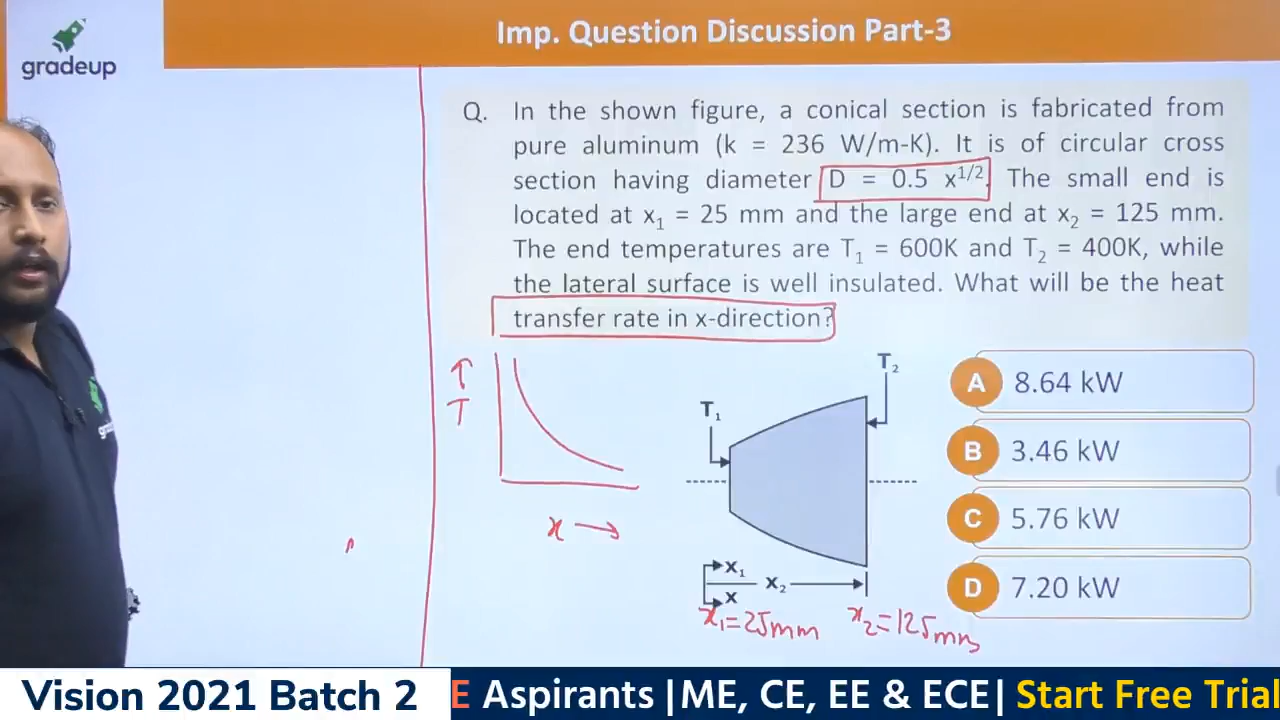 Imp. Question Discussion Part-3
gradeup
Q. In the shown figure, a conical section is fabricated from
pure aluminum (k = 236 W/m-K). It is of circular cross
section having diameter D = 0.5 x^1/2. The small end is
located at x₁ = 25 mm and the large end at x₂ = 125 mm.
The end temperatures are T₁ = 600K and T₂ = 400K, while
the lateral surface is well insulated. What will be the heat
transfer rate in x-direction?
T
x
T₁
T₂
x₁
x₂
x
x₁=25mm
x₂=125mm
A 8.64 kW
B 3.46 kW
C 5.76 kW
D 7.20 kW
Vision 2021 Batch 2
E Aspirants |ME, CE, EE & ECE| Start Free Trial